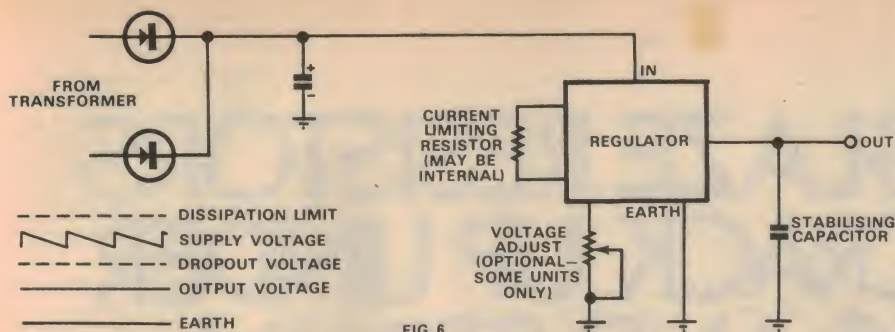 FROM
TRANSFORMER
+
-
IN
CURRENT
LIMITING
RESISTOR
(MAY BE
INTERNAL)
REGULATOR
OUT
EARTH
VOLTAGE
ADJUST
(OPTIONAL—
SOME UNITS
ONLY)
STABILISING
CAPACITOR
DISSIPATION LIMIT
SUPPLY VOLTAGE
DROPOUT VOLTAGE
OUTPUT VOLTAGE
EARTH
FIG. 6